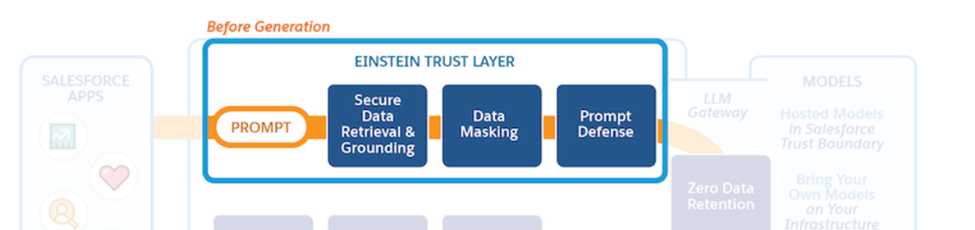 Before Generation
SALESFORCE
APPS
EINSTEIN TRUST LAYER
PROMPT
Secure
Data
Retrieval &
Grounding
Data
Masking
Prompt
Defense
LLM
Gateway
Zero Data
Retention
MODELS
Hosted Models
in Salesforce
Trust Boundary
Bring Your
Own Models
on Your
Infrastructure